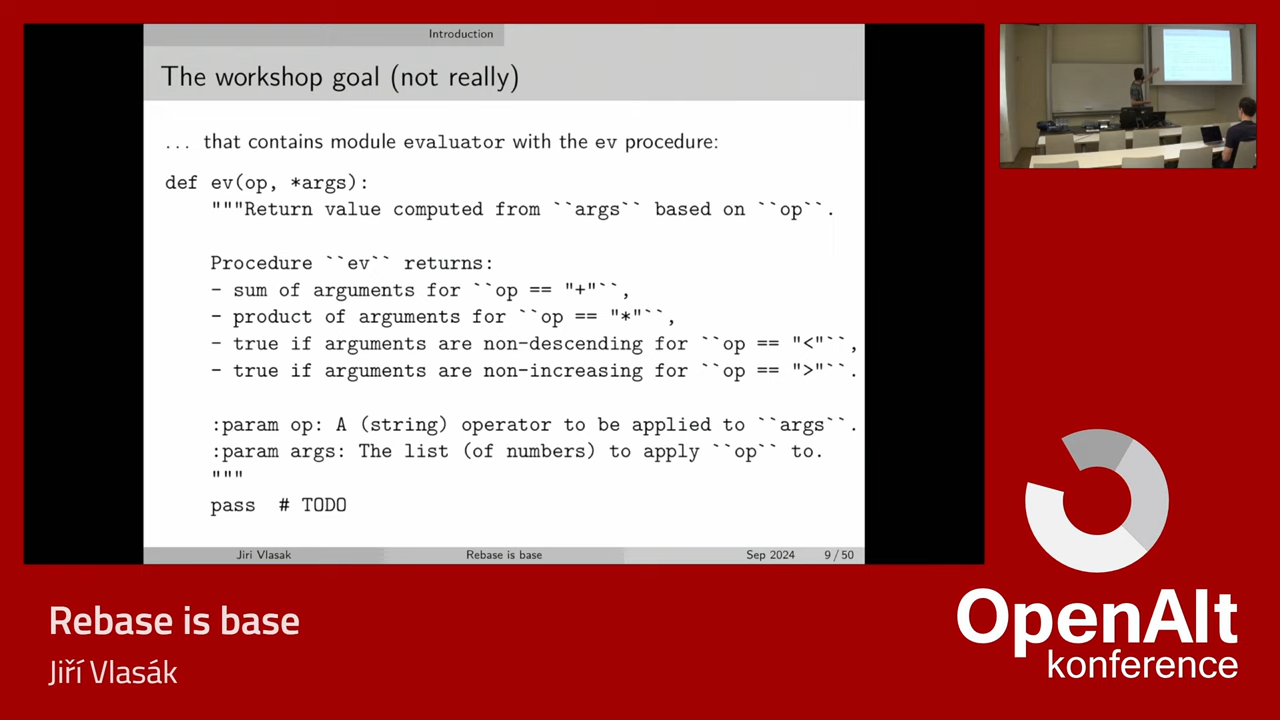 Introduction
The workshop goal (not really)
... that contains module evaluator with the ev procedure:
def ev(op, *args):
"""Return value computed from ``args`` based on ``op``.
Procedure ``ev`` returns:
- sum of arguments for ``op == "+"``,
- product of arguments for ``op == "*"``,
- true if arguments are non-descending for ``op == "<"``,
- true if arguments are non-increasing for ``op == ">"``.
:param op: A (string) operator to be applied to ``args``.
:param args: The list (of numbers) to apply ``op`` to.
"""
pass # TODO
Jiri Vlasak Rebase is base Sep 2024 9 / 50
Rebase is base
Jiří Vlasák
OpenAlt
konference